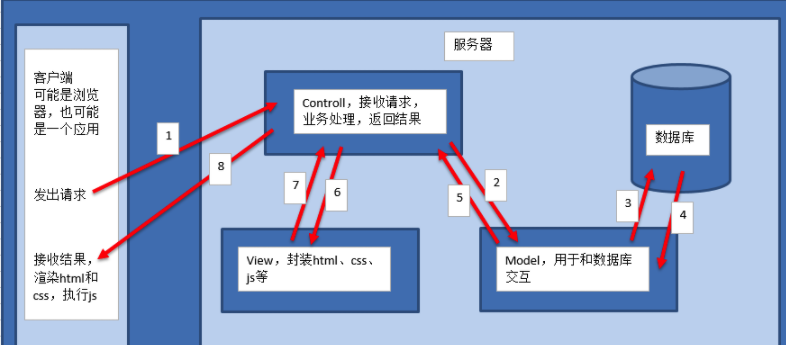 服务器
客户端
可能是浏览
器，也可能
是一个应用
发出请求
接收结果，
渲染html和
css，执行js
1
8
Controll，接收请求，
业务处理，返回结果
数据库
7
6
5
2
3
4
View，封装html、css、
js等
Model，用于和数据库
交互